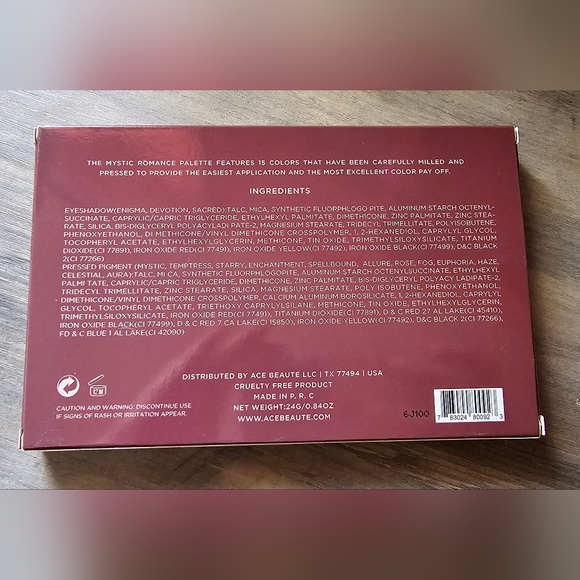 THE MYSTIC ROMANCE PALETTE FEATURES 15 COLORS THAT HAVE BEEN CAREFULLY MILLED AND
PRESSED TO PROVIDE THE EASIEST APPLICATION AND THE MOST EXCELLENT COLOR PAY OFF.
INGREDIENTS
EYESHADOW(ENIGMA, DEVOTION, SACRED):TALC, MICA, SYNTHETIC FLUORPHLOGO PITE, ALUMINUM STARCH OCTENYL-
SUCCINATE, CAPRYLIC/CAPRIC TRIGLYCERIDE, ETHYLHEXYL PALMITATE, DIMETHICONE, ZINC PALMITATE, ZINC STEA-
RATE, SILICA, BIS-DIGLYCERYL POLYACYLADI PATE-2, MAGNESIUM STEARATE, TRIDECYL TRIMELLITATE, POLYISOBUTENE,
PHENOXYETHANOL, DI METHICONE/VINYL DIMETHICONE CROSSPOLYMER, 1, 2-HEXANEDIOL, CAPRYLYL GLYCOL,
TOCOPHERYL ACETATE, ETHYLHEXYLGLYCERIN, METHICONE, TIN OXIDE, TRIMETHYLSILOXYSILICATE, TITANIUM
DIOXIDE(CI 77891), IRON OXIDE RED(CI 77491), IRON OXIDE YELLOW(CI 77492), IRON OXIDE BLACK(CI 77499), D&C BLACK
2(CI 77266)
PRESSED PIGMENT (MYSTIC, TEMPTRESS, STARRY, ENCHANTMENT, SPELLBOUND, ALLURE, ROSE, FOG, EUPHORIA, HAZE,
CELESTIAL, AURA):TALC, MI CA, SYNTHETIC FLUORPHLOGOPITE, ALUMINUM STARCH OCTENYLSUCCINATE, ETHYLHEXYL
PALMI TATE, CAPRYLIC/CAPRIC TRIGLYCERIDE, DIMETHICONE, ZINC PALMITATE, BIS-DIGLYCERYL POLYACY LADIPATE-2,
TRIDECYL TRIMELLITATE, ZINC STEARATE, SILICA, MAGNESIUM STEARATE, POLY ISOBUTENE, PHENOXYETHANOL,
DIMETHICONE/VINYL DIMETHICONE CROSSPOLYMER, CALCIUM ALUMINUM BOROSILICATE, 1, 2-HEXANEDIOL, CAPRYLYL
GLYCOL, TOCOPHERYL ACETATE, TRIETHOXY CAPRYLYLSILANE, METHICONE, TIN OXIDE, ETHYLHEXYLGLYCERIN,
TRIMETHYLSILOXYSILICATE, IRON OXIDE RED(CI 77491), TITANIUM DIOXIDE(CI 77891), D & C RED 27 AL LAKE(CI 45410),
IRON OXIDE BLACK(CI 77499), D & C RED 7 CA LAKE(CI 15850), IRON OXIDE YELLOW(CI 77492), D&C BLACK 2(CI 77266),
FD & C BLUE 1 AL LAKE(CI 42090)
DISTRIBUTED BY ACE BEAUTE LLC | TX 77494 | USA
CRUELTY FREE PRODUCT
MADE IN P. R. C
NET WEIGHT:24G/0.84OZ
WWW.ACEBEAUTE.COM
12M
CAUTION AND WARNING: DISCONTINUE USE
IF SIGNS OF RASH OR IRRITATION APPEAR.
6-J100
7 83024 80092 3